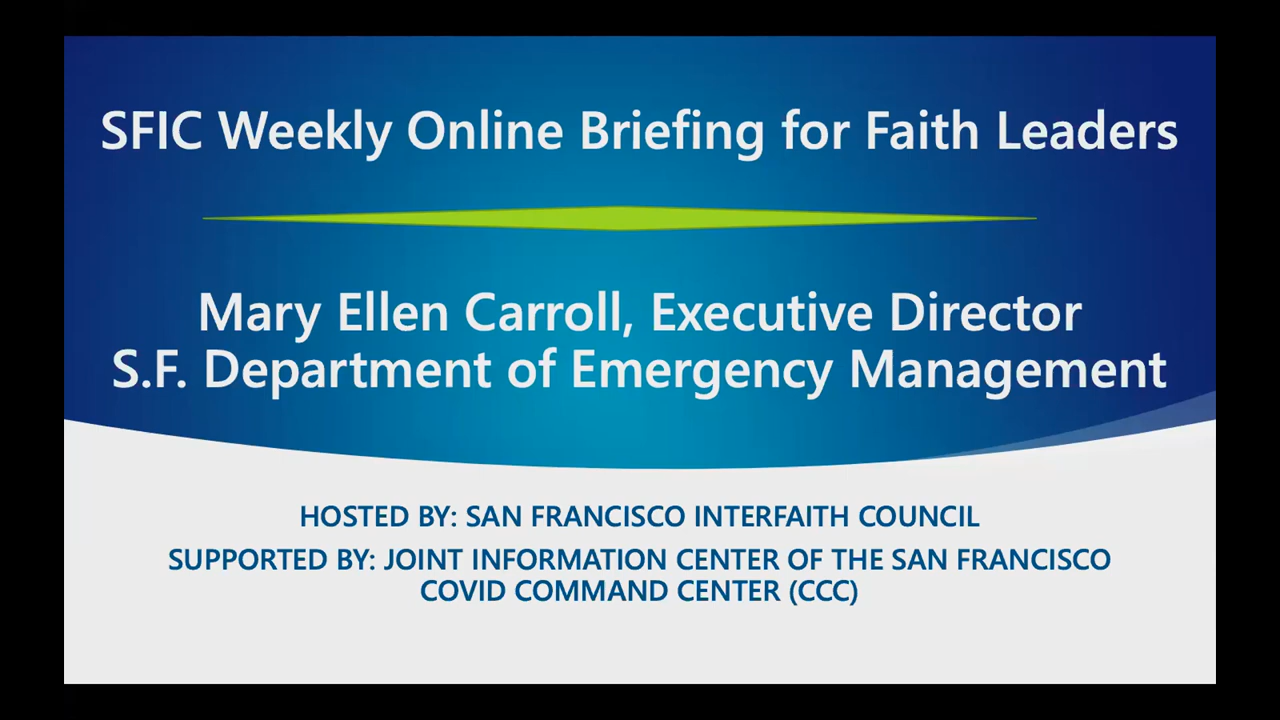 SFIC Weekly Online Briefing for Faith Leaders
Mary Ellen Carroll, Executive Director
S.F. Department of Emergency Management
HOSTED BY: SAN FRANCISCO INTERFAITH COUNCIL
SUPPORTED BY: JOINT INFORMATION CENTER OF THE SAN FRANCISCO
COVID COMMAND CENTER (CCC)